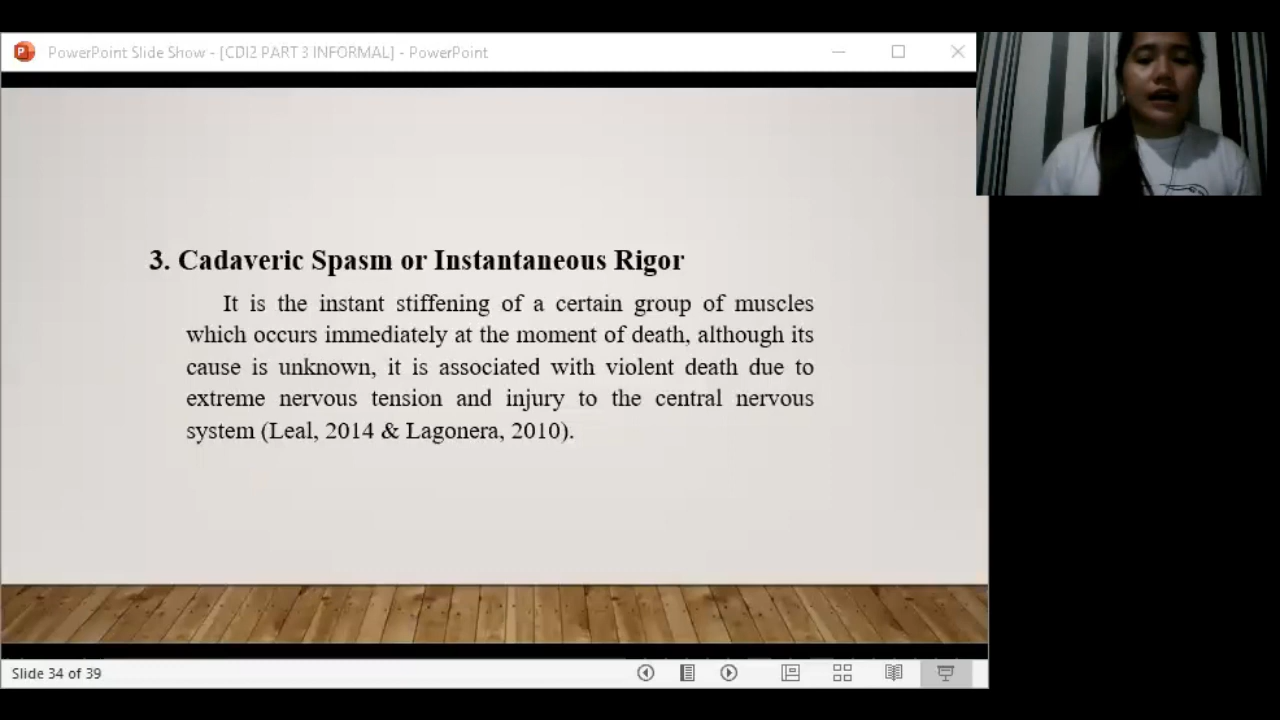 PowerPoint Slide Show - [CDI2 PART 3 INFORMAL] - PowerPoint
3. Cadaveric Spasm or Instantaneous Rigor
It is the instant stiffening of a certain group of muscles
which occurs immediately at the moment of death, although its
cause is unknown, it is associated with violent death due to
extreme nervous tension and injury to the central nervous
system (Leal, 2014 & Lagonera, 2010).
Slide 34 of 39